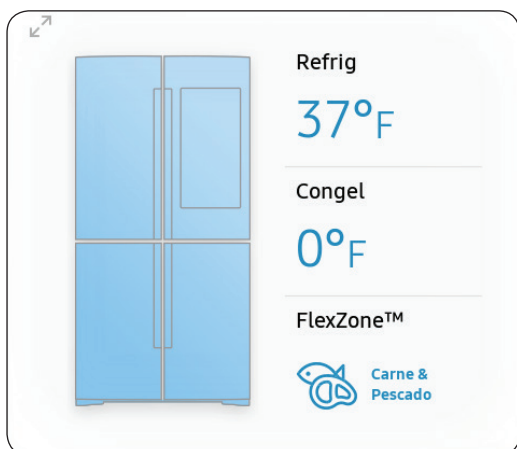 Refrig
37°F
Congel
0°F
FlexZone™
Carne &
Pescado